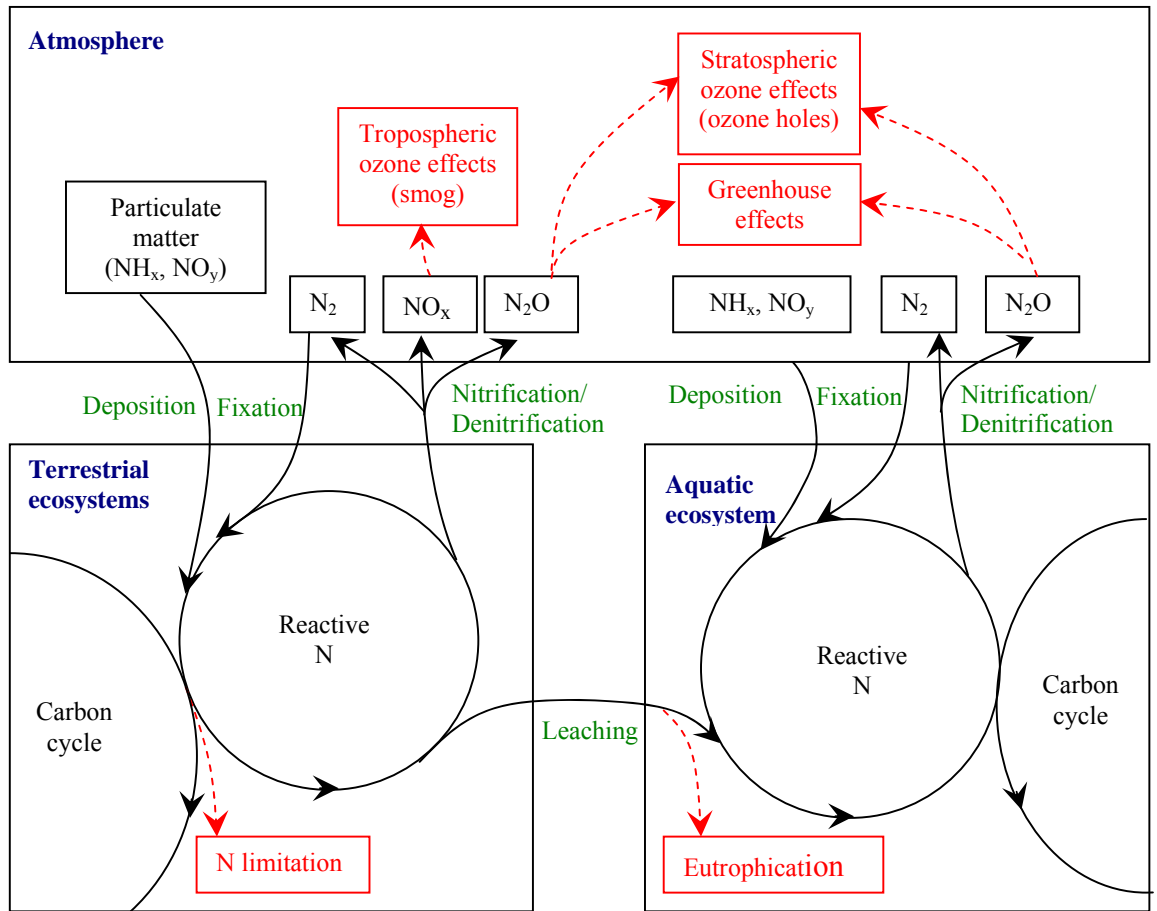 Atmosphere
Stratospheric
ozone effects
(ozone holes)
Tropospheric
ozone effects
(smog)
Greenhouse
effects
Particulate
matter
(NHₓ, NOᵧ)
N₂
NOₓ
N₂O
NHₓ, NOᵧ
N₂
N₂O
Deposition
Fixation
Nitrification/
Denitrification
Deposition
Fixation
Nitrification/
Denitrification
Terrestrial
ecosystems
Reactive
N
Carbon
cycle
N limitation
Leaching
Aquatic
ecosystem
Reactive
N
Carbon
cycle
Eutrophication